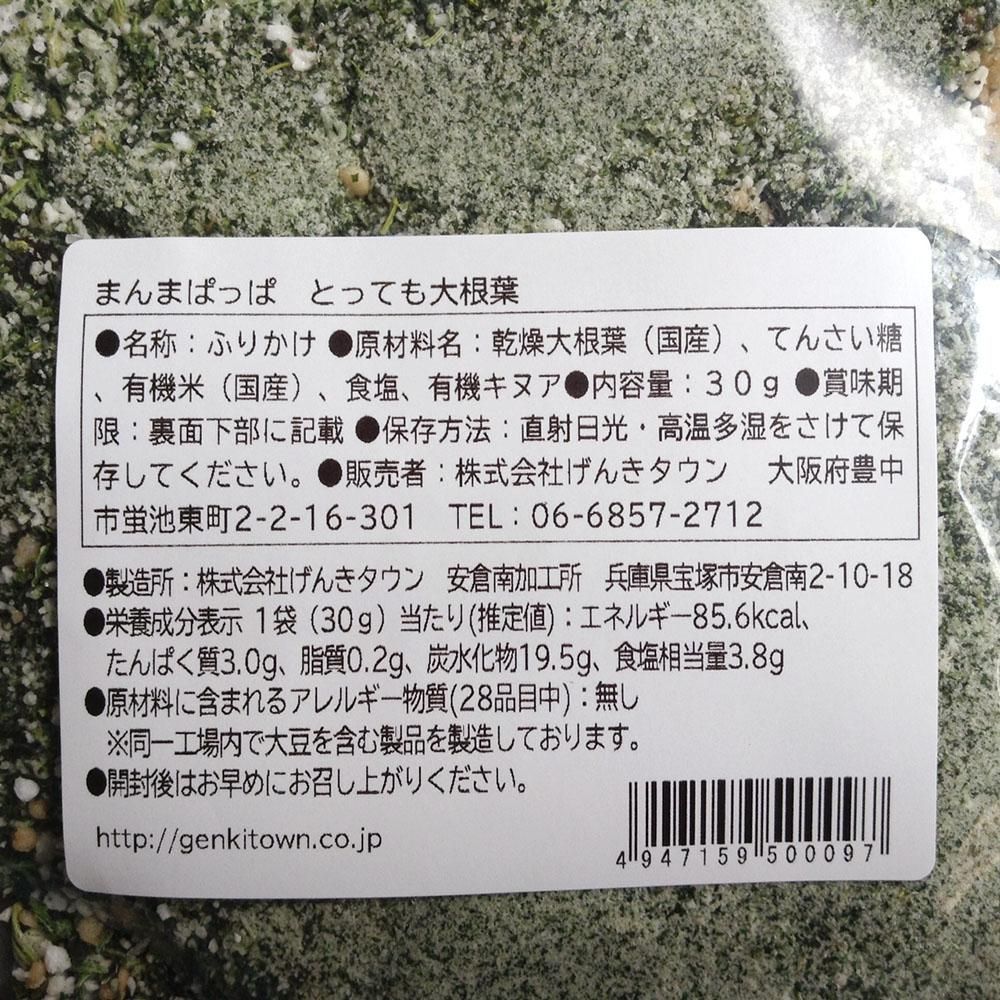 まんまぱっぱ　とっても大根葉
●名称：ふりかけ ●原材料名：乾燥大根葉（国産）、てんさい糖
、有機米（国産）、食塩、有機キヌア●内容量：３０ｇ ●賞味期
限：裏面下部に記載 ●保存方法：直射日光・高温多湿をさけて保
存してください。●販売者：株式会社げんきタウン　大阪府豊中
市蛍池東町2-2-16-301　TEL：06-6857-2712
●製造所：株式会社げんきタウン　安倉南加工所　兵庫県宝塚市安倉南2-10-18
●栄養成分表示 1袋（30g）当たり(推定値)：エネルギー85.6kcal、
たんぱく質3.0g、脂質0.2g、炭水化物19.5g、食塩相当量3.8g
●原材料に含まれるアレルギー物質(28品目中)：無し
※同一工場内で大豆を含む製品を製造しております。
●開封後はお早めにお召し上がりください。
http://genkitown.co.jp
4 947159 500097